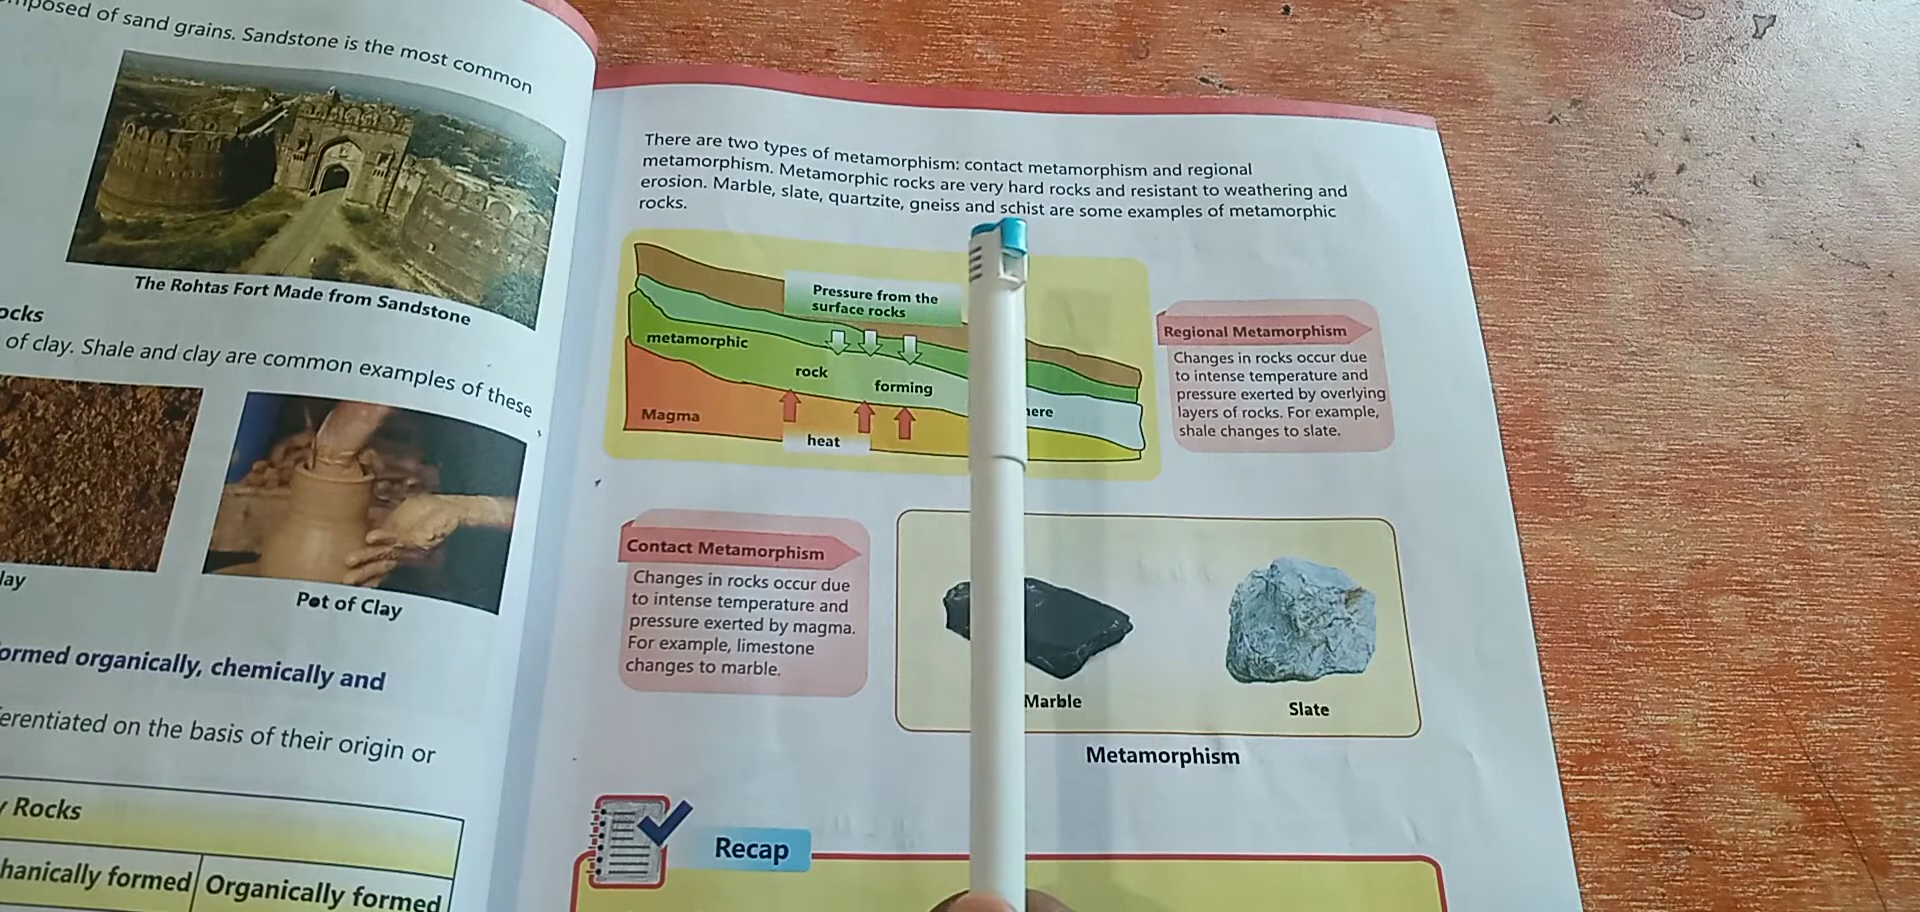 of sand grains. Sandstone is the most common
The Rohtas Fort Made from Sandstone
of clay. Shale and clay are common examples of these
Pot of Clay
organically, chemically and
on the basis of their origin or
Rocks
formed
Organically formed
There are two types of metamorphism: contact metamorphism and regional
metamorphism. Metamorphic rocks are very hard rocks and resistant to weathering and
erosion. Marble, slate, quartzite, gneiss and schist are some examples of metamorphic
rocks.
Pressure from the
surface rocks
metamorphic
rock
forming
Magma
heat
Regional Metamorphism
Changes in rocks occur due
to intense temperature and
pressure exerted by overlying
layers of rocks. For example,
shale changes to slate.
Contact Metamorphism
Changes in rocks occur due
to intense temperature and
pressure exerted by magma.
For example, limestone
changes to marble.
Marble
Slate
Metamorphism
Recap